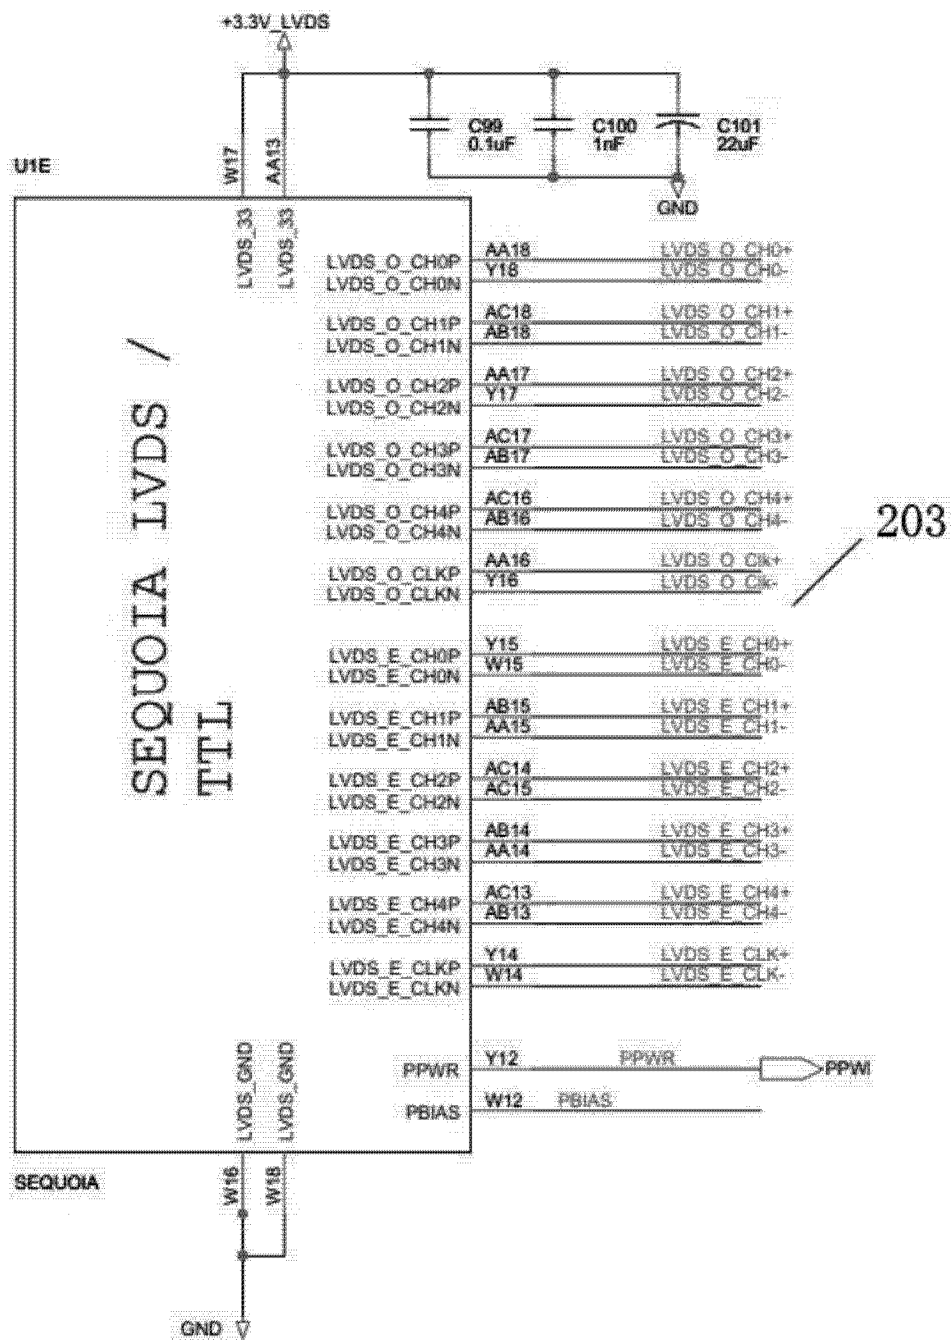 +3.3V_LVDS
C99
0.1uF
C100
1nF
C101
22uF
GND
U1E
W17
AA13
LVDS_33
LVDS_33
SEQUOIA LVDS /
TTL
LVDS_O_CH0P AA18 LVDS_O_CH0+
LVDS_O_CH0N Y18 LVDS_O_CH0-
LVDS_O_CH1P AC18 LVDS_O_CH1+
LVDS_O_CH1N AB18 LVDS_O_CH1-
LVDS_O_CH2P AA17 LVDS_O_CH2+
LVDS_O_CH2N Y17 LVDS_O_CH2-
LVDS_O_CH3P AC17 LVDS_O_CH3+
LVDS_O_CH3N AB17 LVDS_O_CH3-
LVDS_O_CH4P AC16 LVDS_O_CH4+
LVDS_O_CH4N AB16 LVDS_O_CH4-
203
LVDS_O_CLKP AA16 LVDS_O_Clk+
LVDS_O_CLKN Y16 LVDS_O_Clk-
LVDS_E_CH0P Y15 LVDS_E_CH0+
LVDS_E_CH0N W15 LVDS_E_CH0-
LVDS_E_CH1P AB15 LVDS_E_CH1+
LVDS_E_CH1N AA15 LVDS_E_CH1-
LVDS_E_CH2P AC14 LVDS_E_CH2+
LVDS_E_CH2N AC15 LVDS_E_CH2-
LVDS_E_CH3P AB14 LVDS_E_CH3+
LVDS_E_CH3N AA14 LVDS_E_CH3-
LVDS_E_CH4P AC13 LVDS_E_CH4+
LVDS_E_CH4N AB13 LVDS_E_CH4-
LVDS_E_CLKP Y14 LVDS_E_CLK+
LVDS_E_CLKN W14 LVDS_E_CLK-
PPWR Y12 PPWR PPWI
PBIAS W12 PBIAS
LVDS_GND
LVDS_GND
SEQUOIA
W16
W18
GND